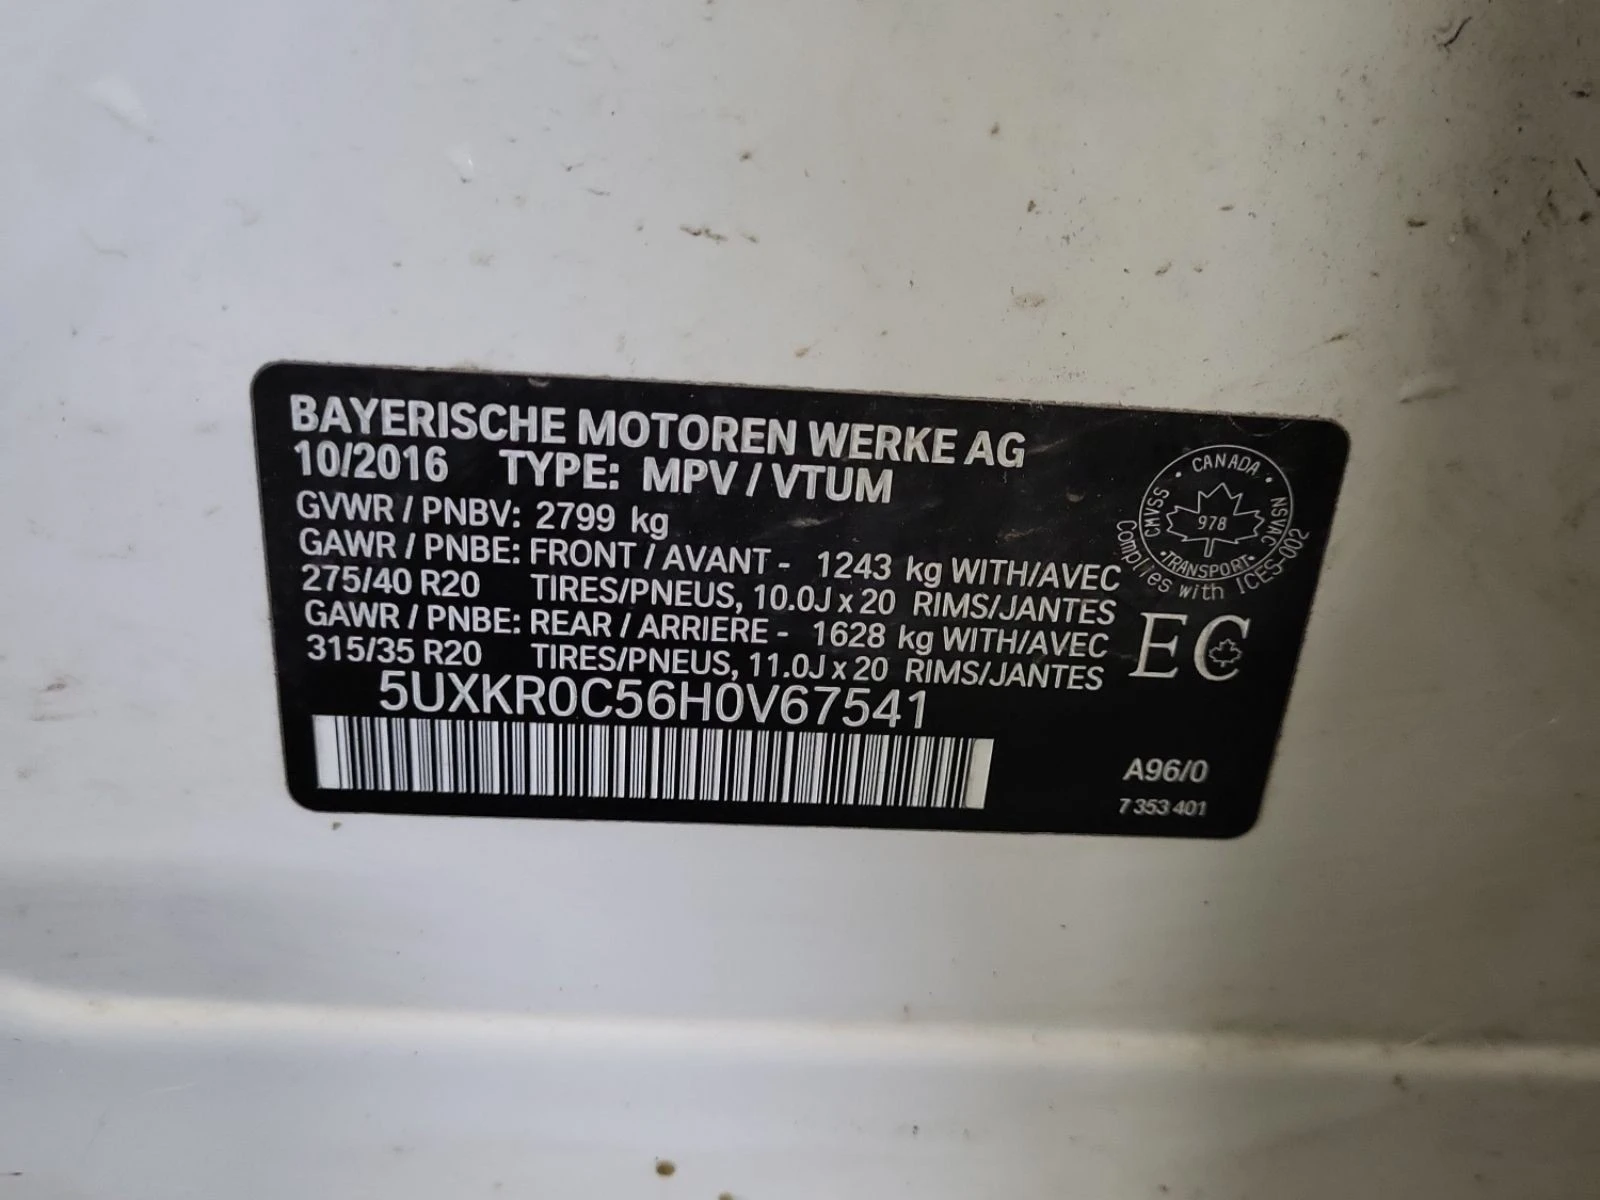 BAYERISCHE MOTOREN WERKE AG
10/2016 TYPE: MPV / VTUM
GVWR / PNBV: 2799 kg
GAWR / PNBE: FRONT / AVANT - 1243 kg WITH/AVEC
275/40 R20 TIRES/PNEUS, 10.0J x 20 RIMS/JANTES
GAWR / PNBE: REAR / ARRIERE - 1628 kg WITH/AVEC
315/35 R20 TIRES/PNEUS, 11.0J x 20 RIMS/JANTES
5UXKR0C56H0V67541
CANADA
CMVSS
NSVAC
978
TRANSPORT
Complies with ICES-002
EC
A96/0
7 353 401